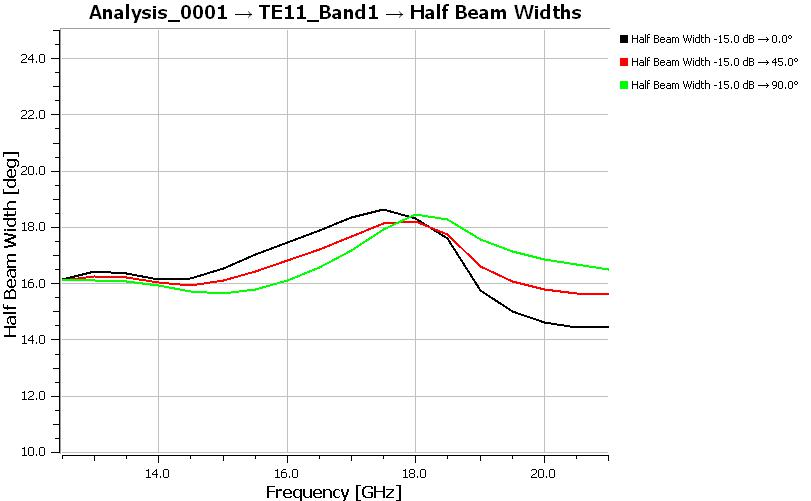 Analysis_0001 → TE11_Band1 → Half Beam Widths
Half Beam Width -15.0 dB → 0.0°
Half Beam Width -15.0 dB → 45.0°
Half Beam Width -15.0 dB → 90.0°
Half Beam Width [deg]
24.0
22.0
20.0
18.0
16.0
14.0
12.0
10.0
14.0
16.0
18.0
20.0
Frequency [GHz]